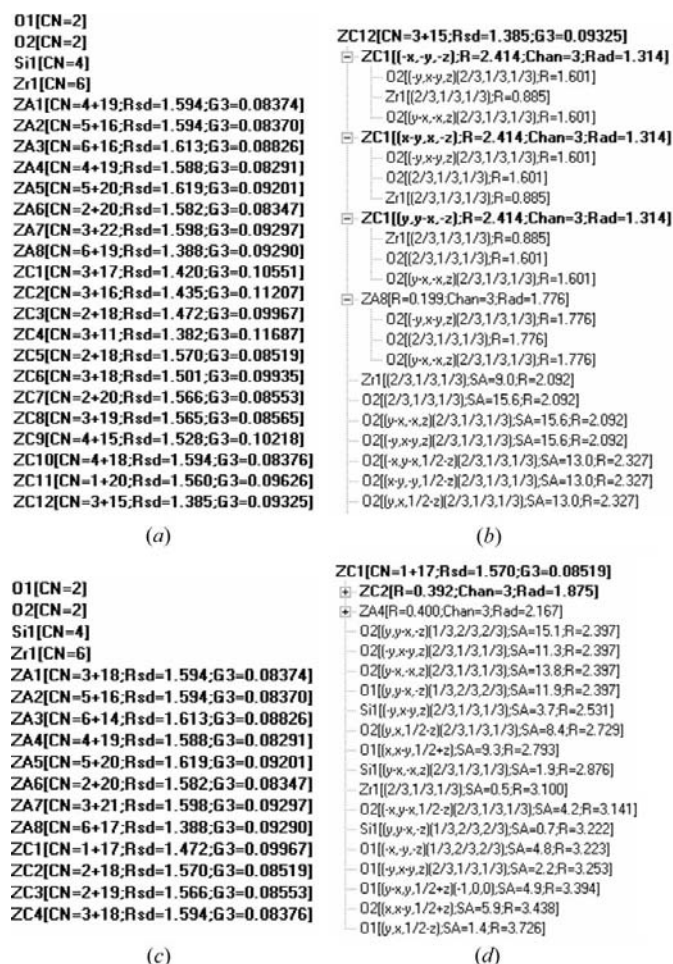 O1[CN=2]
O2[CN=2]
Si1[CN=4]
Zr1[CN=6]
ZA1[CN=4+19;Rsd=1.594;G3=0.08374]
ZA2[CN=5+16;Rsd=1.594;G3=0.08370]
ZA3[CN=6+16;Rsd=1.613;G3=0.08826]
ZA4[CN=4+19;Rsd=1.588;G3=0.08291]
ZA5[CN=5+20;Rsd=1.619;G3=0.09201]
ZA6[CN=2+20;Rsd=1.582;G3=0.08347]
ZA7[CN=3+22;Rsd=1.598;G3=0.09297]
ZA8[CN=6+19;Rsd=1.388;G3=0.09290]
ZC1[CN=3+17;Rsd=1.420;G3=0.10551]
ZC2[CN=3+16;Rsd=1.435;G3=0.11207]
ZC3[CN=2+18;Rsd=1.472;G3=0.09967]
ZC4[CN=3+11;Rsd=1.382;G3=0.11687]
ZC5[CN=2+18;Rsd=1.570;G3=0.08519]
ZC6[CN=3+18;Rsd=1.501;G3=0.09935]
ZC7[CN=2+20;Rsd=1.566;G3=0.08553]
ZC8[CN=3+19;Rsd=1.565;G3=0.08565]
ZC9[CN=4+15;Rsd=1.528;G3=0.10218]
ZC10[CN=4+18;Rsd=1.594;G3=0.08376]
ZC11[CN=1+20;Rsd=1.560;G3=0.09626]
ZC12[CN=3+15;Rsd=1.385;G3=0.09325]
(a)
ZC12[CN=3+15;Rsd=1.385;G3=0.09325]
ZC1[(-x,-y,-z);R=2.414;Chan=3;Rad=1.314]
O2[(-y,x-y,z)(2/3,1/3,1/3);R=1.601]
Zr1[(2/3,1/3,1/3);R=0.885]
O2[(y-x,-x,z)(2/3,1/3,1/3);R=1.601]
ZC1[(x-y,x,-z);R=2.414;Chan=3;Rad=1.314]
O2[(-y,x-y,z)(2/3,1/3,1/3);R=1.601]
O2[(2/3,1/3,1/3);R=1.601]
Zr1[(2/3,1/3,1/3);R=0.885]
ZC1[(y,y-x,-z);R=2.414;Chan=3;Rad=1.314]
Zr1[(2/3,1/3,1/3);R=0.885]
O2[(2/3,1/3,1/3);R=1.601]
O2[(y-x,-x,z)(2/3,1/3,1/3);R=1.601]
ZA8[R=0.199;Chan=3;Rad=1.776]
O2[(-y,x-y,z)(2/3,1/3,1/3);R=1.776]
O2[(2/3,1/3,1/3);R=1.776]
O2[(y-x,-x,z)(2/3,1/3,1/3);R=1.776]
Zr1[(2/3,1/3,1/3);SA=9.0;R=2.092]
O2[(2/3,1/3,1/3);SA=15.6;R=2.092]
O2[(y-x,-x,z)(2/3,1/3,1/3);SA=15.6;R=2.092]
O2[(-y,x-y,z)(2/3,1/3,1/3);SA=15.6;R=2.092]
O2[(-x,y-x,1/2-z)(2/3,1/3,1/3);SA=13.0;R=2.327]
O2[(x-y,-y,1/2-z)(2/3,1/3,1/3);SA=13.0;R=2.327]
O2[(y,x,1/2-z)(2/3,1/3,1/3);SA=13.0;R=2.327]
(b)
O1[CN=2]
O2[CN=2]
Si1[CN=4]
Zr1[CN=6]
ZA1[CN=3+18;Rsd=1.594;G3=0.08374]
ZA2[CN=5+16;Rsd=1.594;G3=0.08370]
ZA3[CN=6+14;Rsd=1.613;G3=0.08826]
ZA4[CN=4+19;Rsd=1.588;G3=0.08291]
ZA5[CN=5+20;Rsd=1.619;G3=0.09201]
ZA6[CN=2+20;Rsd=1.582;G3=0.08347]
ZA7[CN=3+21;Rsd=1.598;G3=0.09297]
ZA8[CN=6+17;Rsd=1.388;G3=0.09290]
ZC1[CN=1+17;Rsd=1.472;G3=0.09967]
ZC2[CN=2+18;Rsd=1.570;G3=0.08519]
ZC3[CN=2+19;Rsd=1.566;G3=0.08553]
ZC4[CN=3+18;Rsd=1.594;G3=0.08376]
(c)
ZC1[CN=1+17;Rsd=1.570;G3=0.08519]
ZC2[R=0.392;Chan=3;Rad=1.875]
ZA4[R=0.400;Chan=3;Rad=2.167]
O2[(y,y-x,-z)(1/3,2/3,2/3);SA=15.1;R=2.397]
O2[(-y,x-y,z)(2/3,1/3,1/3);SA=11.3;R=2.397]
O2[(y-x,-x,z)(2/3,1/3,1/3);SA=13.8;R=2.397]
O1[(y,y-x,-z)(1/3,2/3,2/3);SA=11.9;R=2.397]
Si1[(-y,x-y,z)(2/3,1/3,1/3);SA=3.7;R=2.531]
O2[(y,x,1/2-z)(2/3,1/3,1/3);SA=8.4;R=2.729]
O1[(x,x-y,1/2+z);SA=9.3;R=2.793]
Si1[(y-x,-x,z)(2/3,1/3,1/3);SA=1.9;R=2.876]
Zr1[(2/3,1/3,1/3);SA=0.5;R=3.100]
O2[(-x,y-x,1/2-z)(2/3,1/3,1/3);SA=4.2;R=3.141]
Si1[(y,y-x,-z)(1/3,2/3,2/3);SA=0.7;R=3.222]
O1[(-x,-y,-z)(1/3,2/3,2/3);SA=4.8;R=3.223]
O1[(-y,x-y,z)(2/3,1/3,1/3);SA=2.2;R=3.253]
O1[(y-x,y,1/2+z)(-1,0,0);SA=4.9;R=3.394]
O2[(x,x-y,1/2+z);SA=5.9;R=3.438]
O1[(y,x,1/2-z);SA=1.4;R=3.726]
(d)